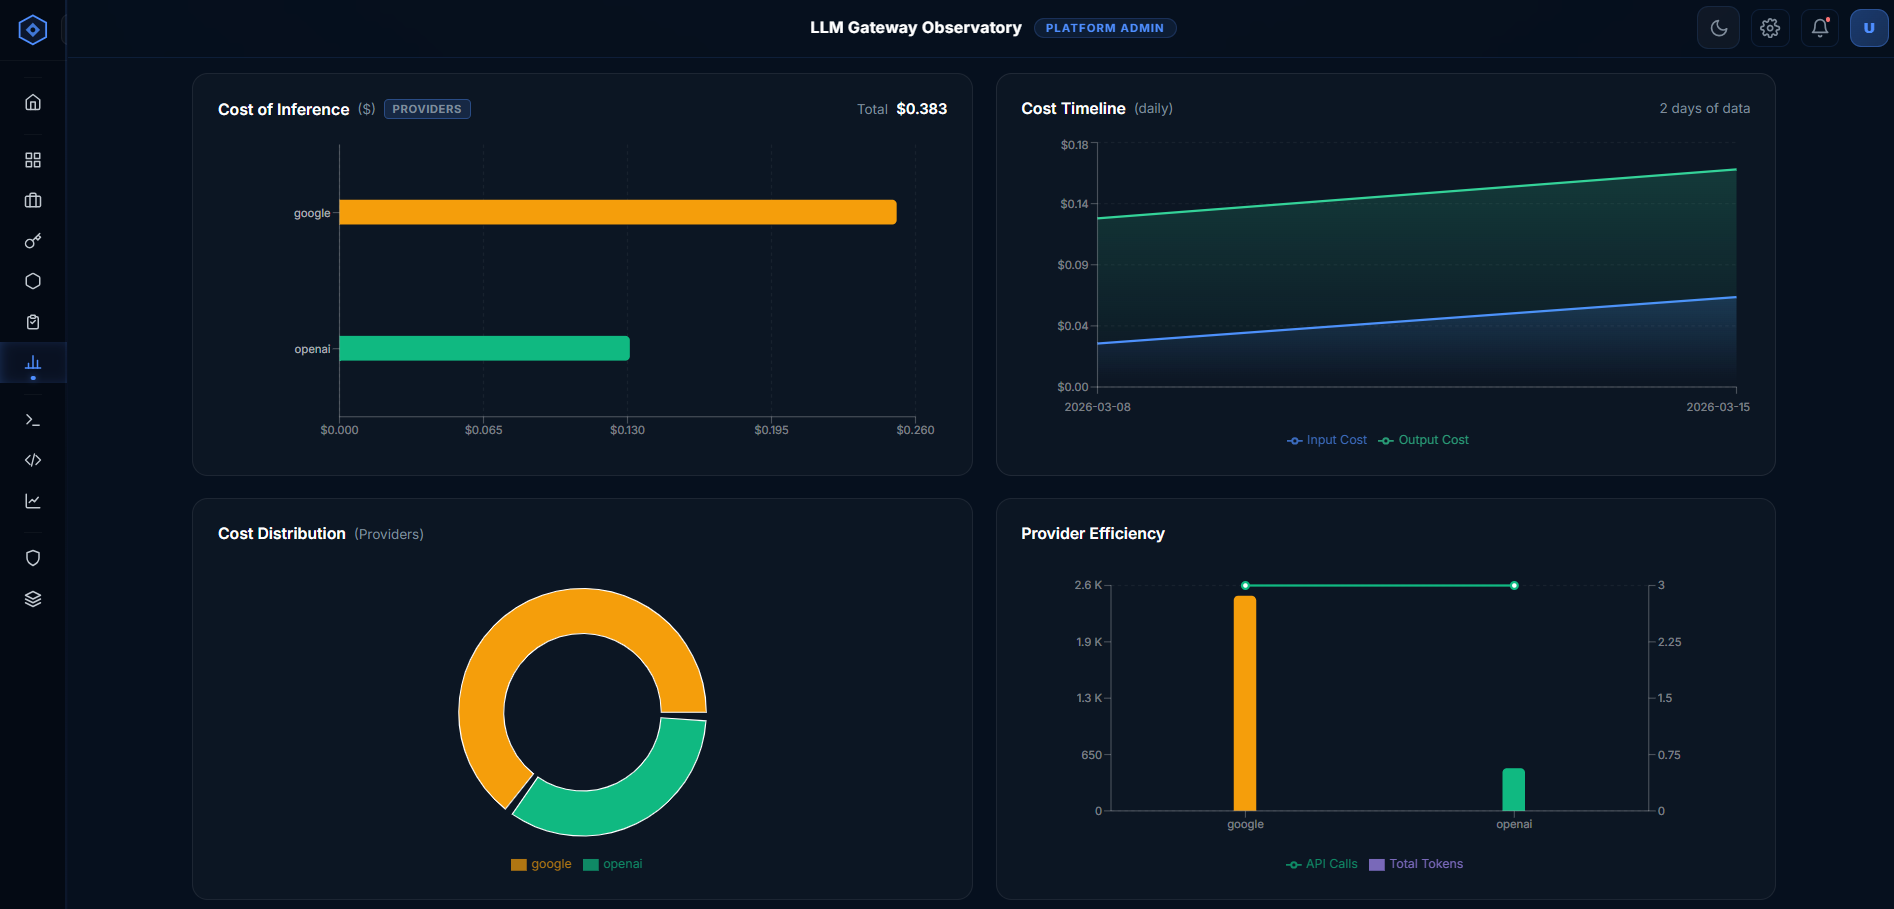 LLM Gateway Observatory PLATFORM ADMIN
U
Cost of Inference ($) PROVIDERS Total $0.383
google
openai
$0.000 $0.065 $0.130 $0.195 $0.260
Cost Timeline (daily) 2 days of data
$0.18
$0.14
$0.09
$0.04
$0.00
2026-03-08 2026-03-15
Input Cost Output Cost
Cost Distribution (Providers)
google openai
Provider Efficiency
2.6 K 3
1.9 K 2.25
1.3 K 1.5
650 0.75
0 0
google openai
API Calls Total Tokens